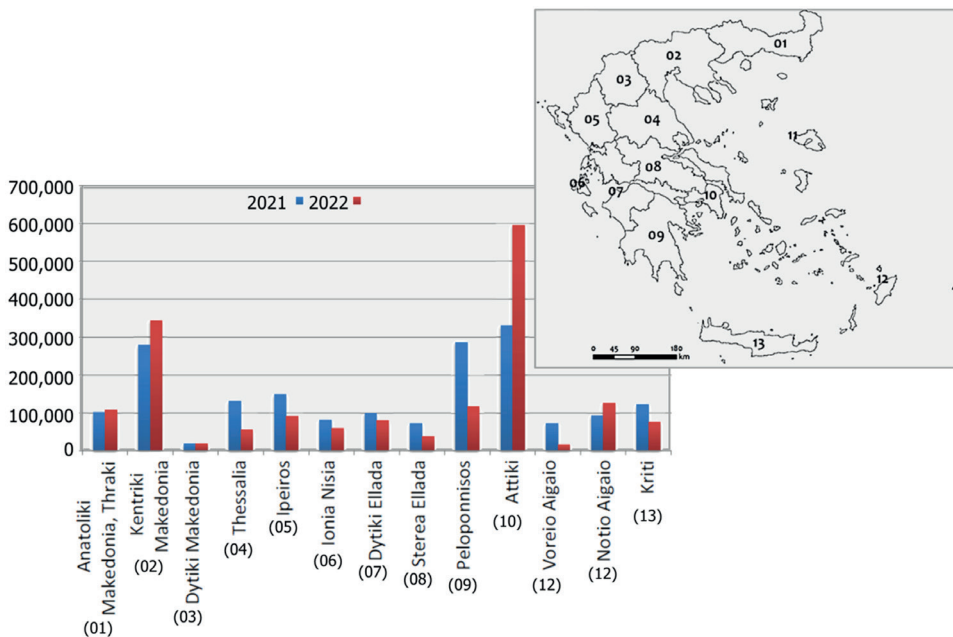 01
02
03
05
04
11
08
06
07
10
09
12
13
0 45 90 180
km
700,000
600,000
500,000
400,000
300,000
200,000
100,000
0
2021 2022
Anatoliki
Makedonia, Thraki
(01)
Kentriki
Makedonia
(02)
Dytiki Makedonia
(03)
Thessalia
(04)
Ipeiros
(05)
Ionia Nisia
(06)
Dytiki Ellada
(07)
Sterea Ellada
(08)
Peloponnisos
(09)
Attiki
(10)
Voreio Aigaio
(12)
Notio Aigaio
(12)
Kriti
(13)